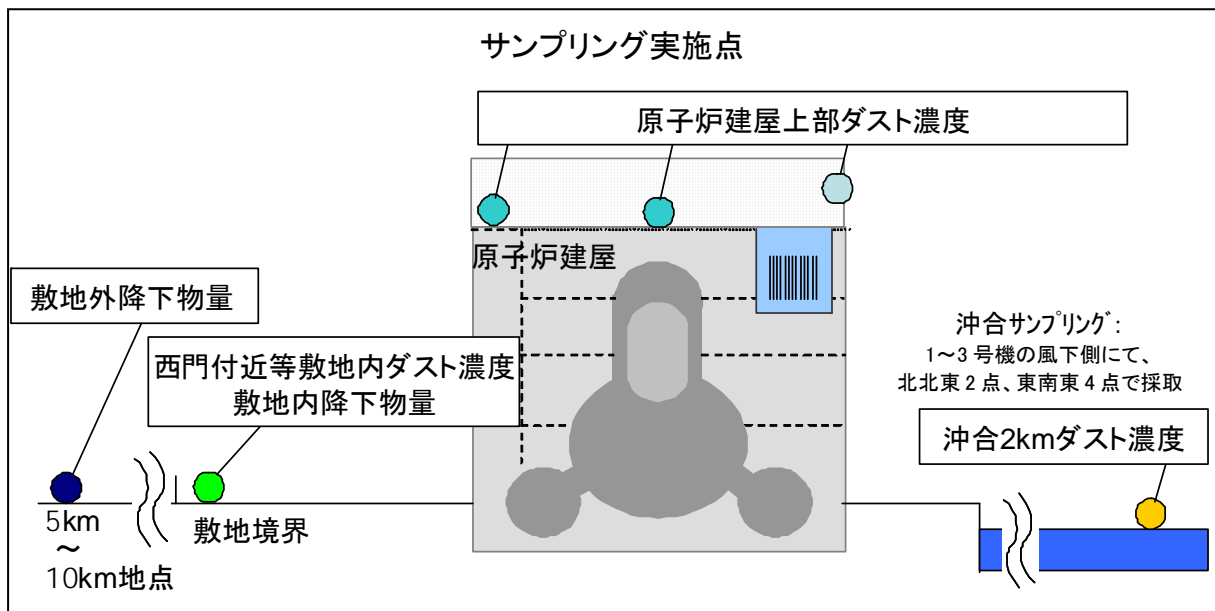 サンプリング実施点
原子炉建屋上部ダスト濃度
原子炉建屋
敷地外降下物量
西門付近等敷地内ダスト濃度
敷地内降下物量
沖合サンプリング:
1～3号機の風下側にて、
北北東2点、東南東4点で採取
沖合2kmダスト濃度
5km
～
10km地点
敷地境界